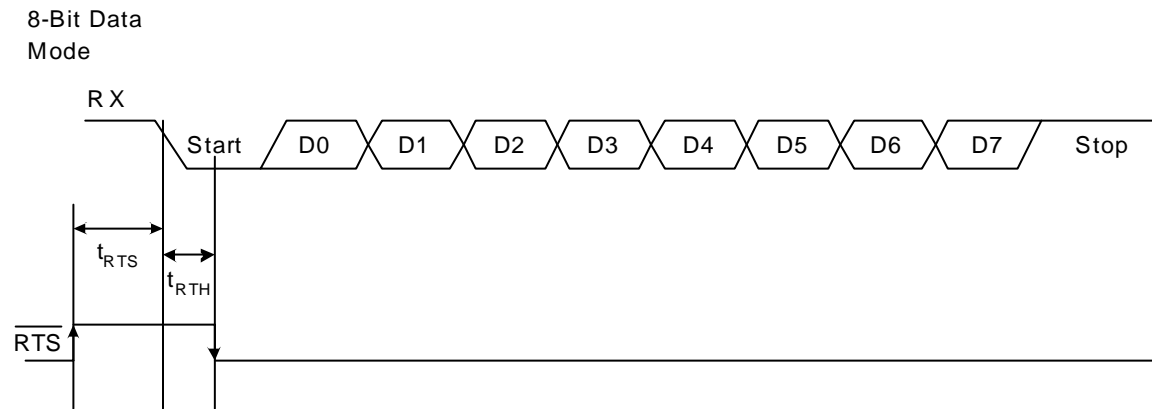 8-Bit Data
Mode
RX
Start D0 D1 D2 D3 D4 D5 D6 D7 Stop
tRTS
tRTH
RTS